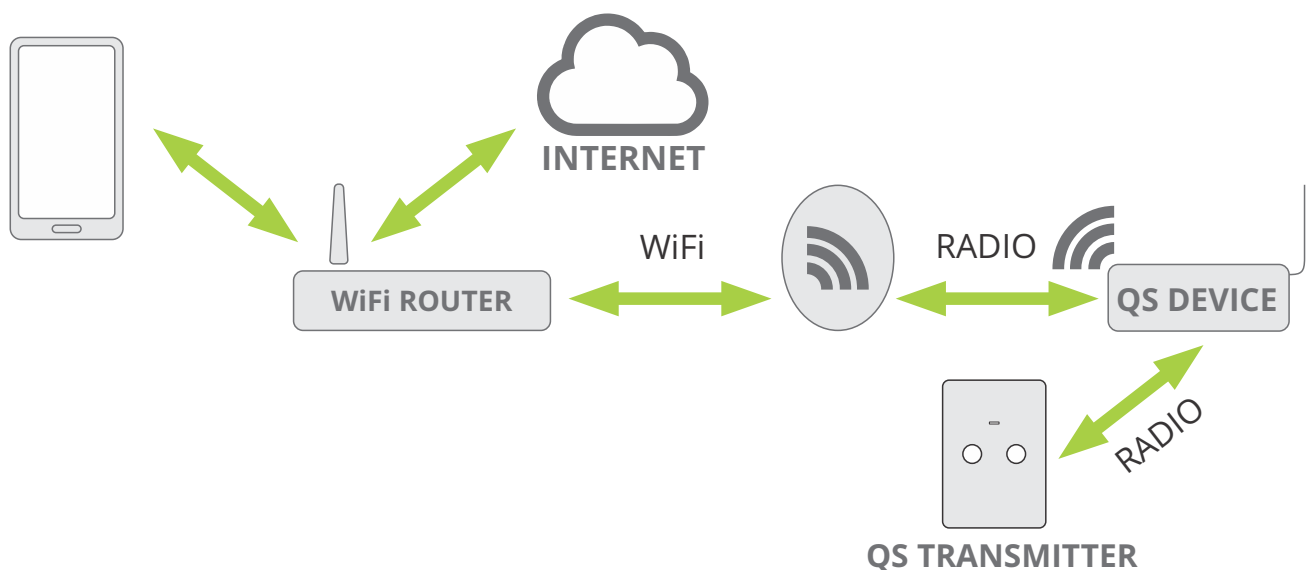 INTERNET
WiFi
RADIO
WiFi ROUTER
QS DEVICE
RADIO
QS TRANSMITTER